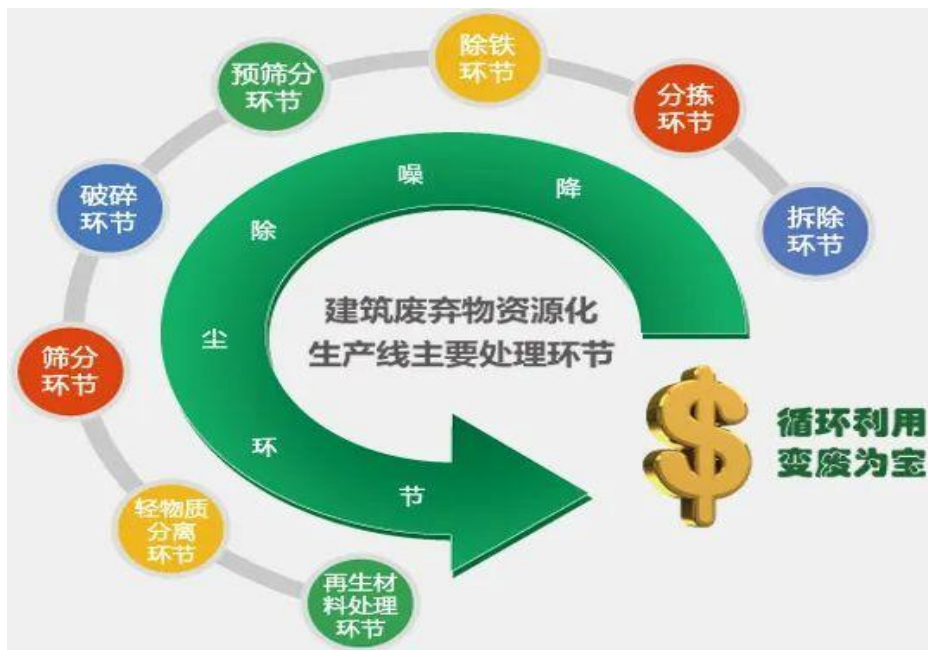 除铁
环节
预筛分
环节
分拣
环节
破碎
环节
拆除
环节
降噪除尘环节
建筑废弃物资源化
生产线主要处理环节
筛分
环节
循环利用
变废为宝
轻物质
分离
环节
再生材
料处理
环节